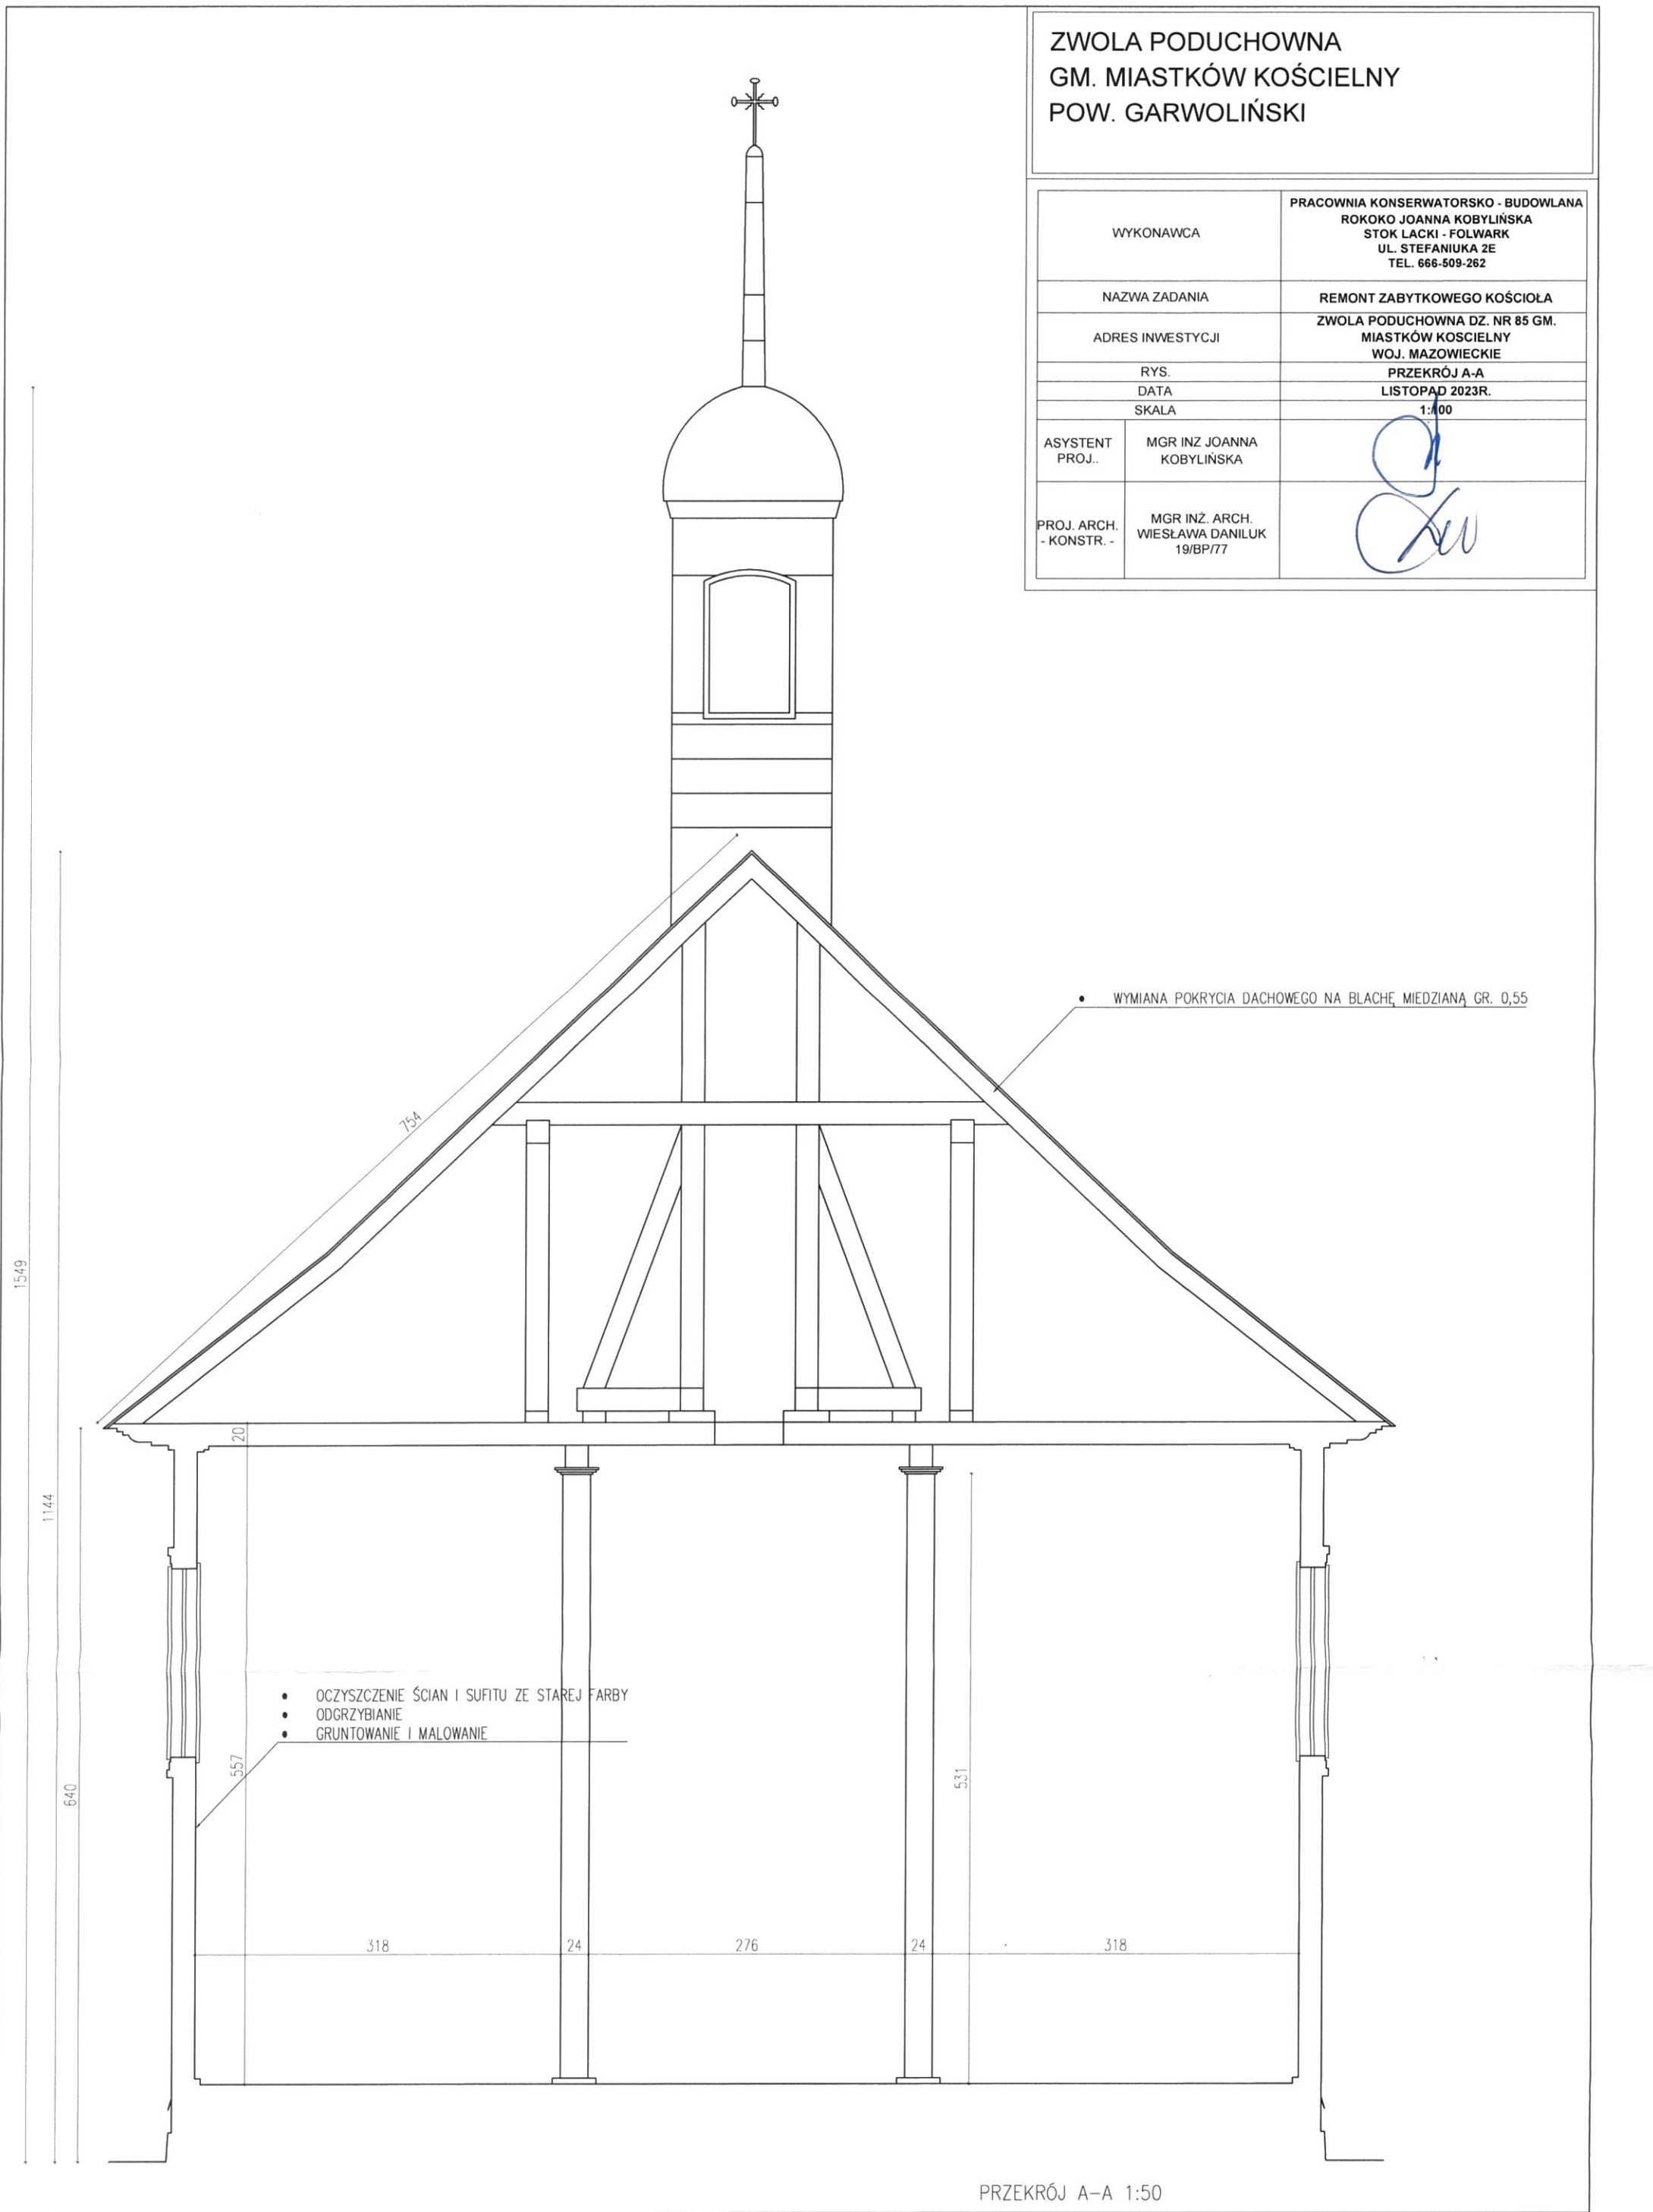 ZWOLA PODUCHOWNA
GM. MIASTKÓW KOŚCIELNY
POW. GARWOLIŃSKI
WYKONAWCA
PRACOWNIA KONSERWATORSKO - BUDOWLANA
ROKOKO JOANNA KOBYLIŃSKA
STOK LACKI - FOLWARK
UL. STEFANIUKA 2E
TEL. 666-509-262
NAZWA ZADANIA
REMONT ZABYTKOWEGO KOŚCIOŁA
ADRES INWESTYCJI
ZWOLA PODUCHOWNA DZ. NR 85 GM.
MIASTKÓW KOSCIELNY
WOJ. MAZOWIECKIE
RYS.
PRZEKRÓJ A-A
DATA
LISTOPAD 2023R.
SKALA
1:100
ASYSTENT
PROJ..
MGR INZ JOANNA
KOBYLIŃSKA
PROJ. ARCH.
- KONSTR. -
MGR INŻ. ARCH.
WIESŁAWA DANILUK
19/BP/77
WYMIANA POKRYCIA DACHOWEGO NA BLACHĘ MIEDZIANĄ GR. 0,55
754
1549
1144
640
20
• OCZYSZCZENIE ŚCIAN I SUFITU ZE STAREJ FARBY
• ODGRZYBIANIE
• GRUNTOWANIE I MALOWANIE
557
531
318
24
276
24
318
PRZEKRÓJ A-A 1:50